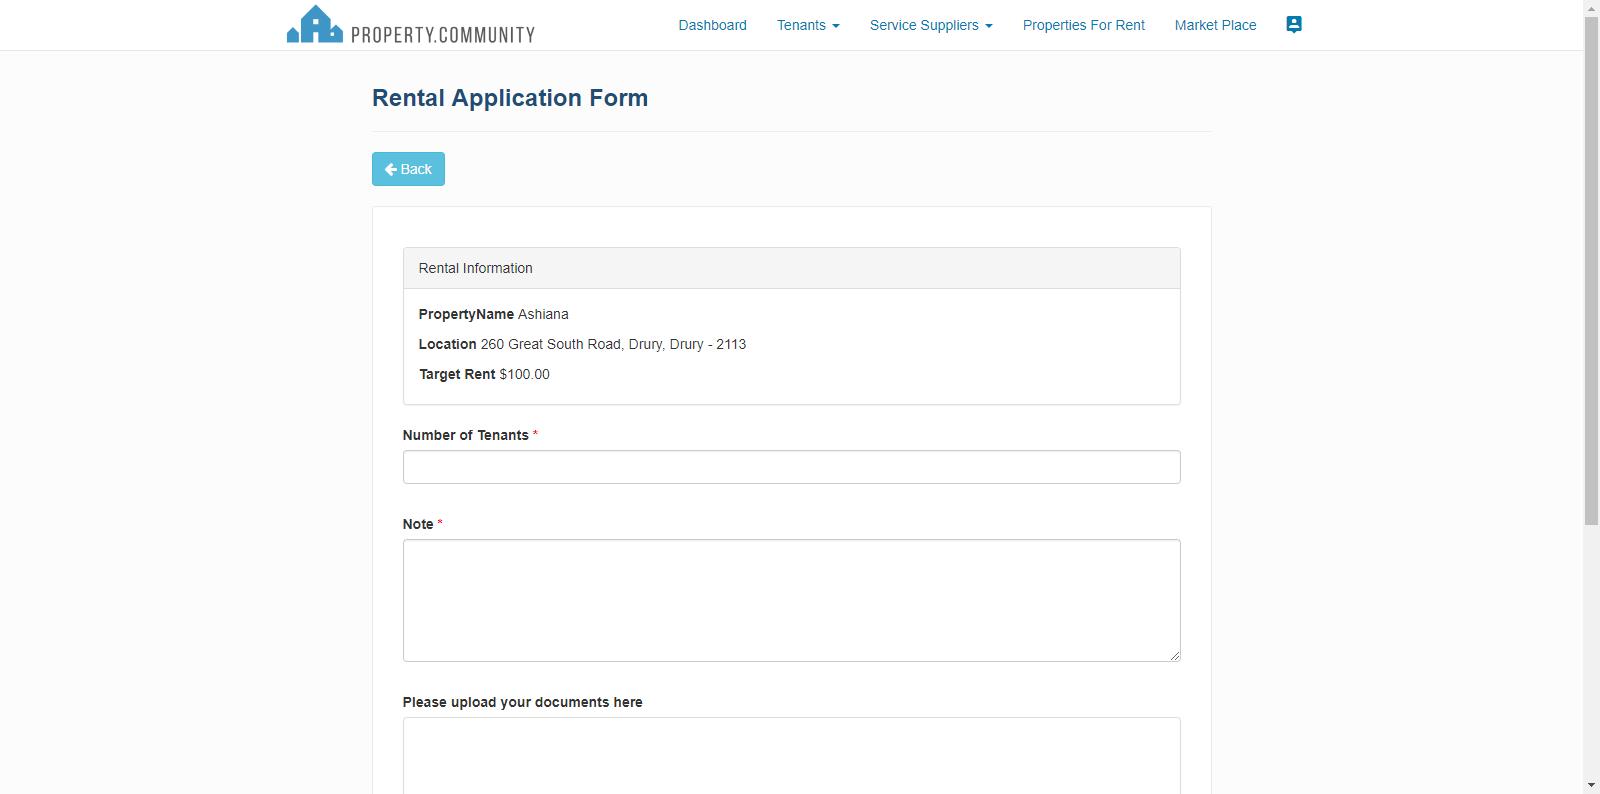 PROPERTY.COMMUNITY
Dashboard
Tenants
Service Suppliers
Properties For Rent
Market Place
Rental Application Form
Back
Rental Information
PropertyName Ashiana
Location 260 Great South Road, Drury, Drury - 2113
Target Rent $100.00
Number of Tenants *
Note *
Please upload your documents here